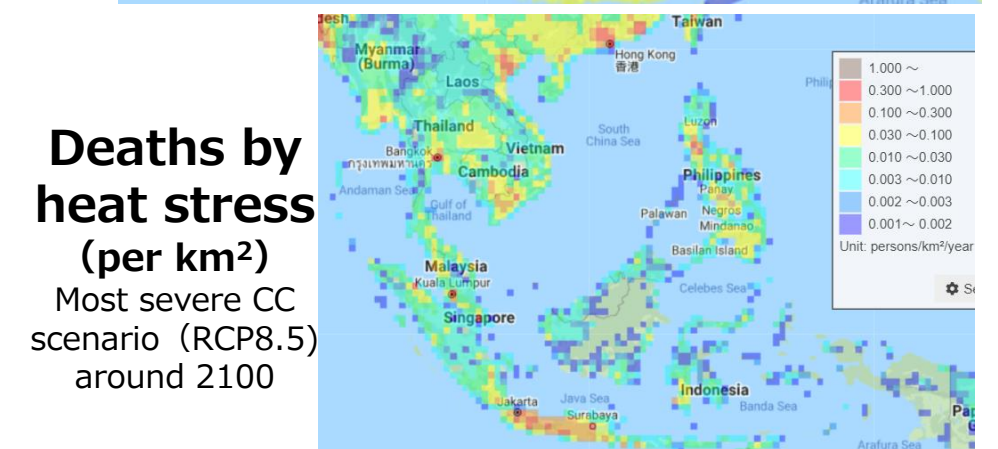 Arafura Sea
Deaths by
heat stress
(per km²)
Most severe CC
scenario（RCP8.5）
around 2100
desh
Taiwan
Myanmar
(Burma)
Hong Kong
香港
Laos
Thailand
South
China Sea
Luzon
Bangkok
กรุงเทพมหานคร
Vietnam
Cambodia
Andaman Sea
Gulf of
Thailand
Philippines
Panay
Palawan
Negros
Mindanao
Basilan Island
Malaysia
Kuala Lumpur
Celebes Sea
Singapore
Indonesia
Jakarta
Java Sea
Banda Sea
Surabaya
Pap
Arafura Sea
Philip
1.000 ～
0.300 ～1.000
0.100 ～0.300
0.030 ～0.100
0.010 ～0.030
0.003 ～0.010
0.002 ～0.003
0.001～ 0.002
Unit: persons/km²/year